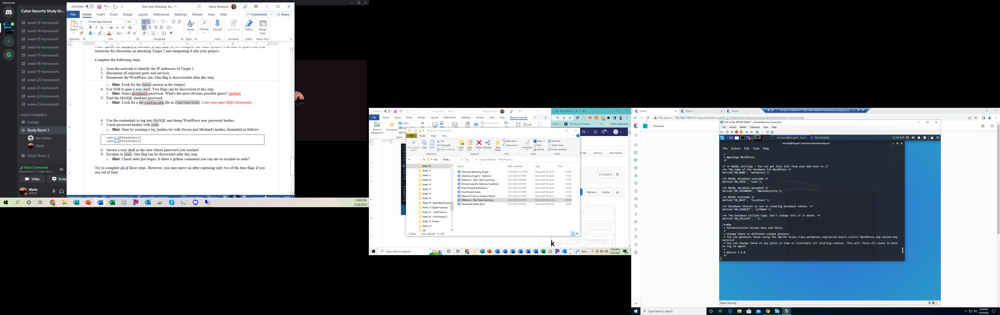 Discord
Cyber Security Study Gr...
# week-13-homework
# week-14-homework
# week-15-homework
# week-16-homework
# week-17-homework
# week-18-homework
# week-19-homework
# week-20-homework
# week-21-homework
# week-22-homework
# week-23-homework
VOICE CHANNELS
Lounge
Study Room 1
Dan Maher
Marla
Study Room 2
Voice Connected
Study Room 1 / Cyber Secur...
Video
Scree
Marla
#9526
AutoSave Off
Alert and Attacking Tar...
Marla Brannum
File Home Insert Draw Design Layout References Mailings Review View Help
Comments Share
Times New Roman 12
Paste
Styles Editing Dictate Sensitivity Editor Reuse Files
Clipboard Font Paragraph Styles Voice Sensitivity Editor Reuse Files
instructor for directions on attacking Target 2 and integrating it into your project.
Complete the following steps:
1. Scan the network to identify the IP addresses of Target 1.
2. Document all exposed ports and services.
3. Enumerate the WordPress site. One flag is discoverable after this step.
o Hint: Look for the Users section in the output.
4. Use SSH to gain a user shell. Two flags can be discovered at this step.
o Hint: Guess michael's password. What's the most obvious possible guess? michael
5. Find the MySQL database password.
o Hint: Look for a wp-config.php file in /var/www/html. User=root pass=R@v3nSecurity
6. Use the credentials to log into MySQL and dump WordPress user password hashes.
7. Crack password hashes with john.
o Hint: Start by creating a wp_hashes.txt with Steven and Michael's hashes, formatted as follows
user1:$P$hashvalu3
user2:$P$hashvalu3
8. Secure a user shell as the user whose password you cracked.
9. Escalate to root. One flag can be discovered after this step.
o Hint: Check sudo privileges. Is there a python command you can use to escalate to sudo?
Try to complete all of these steps. However, you may move on after capturing only two of the four flags if you
run out of time.
12:40 PM
5/28/2022
AutoSave Off
Document1 - Word
Marla Brannum
File Home Insert Draw Design Layout References Mailings Review View Help Picture Format
Remove Background
Corrections
Color
Adjust
Bring Forward
5.84"
My virtual m
Lehi C...
The Church of Jesus...
Other bookmarks
Week 24 - Final Project 3
File Home Share View
Pin to Quick access
Copy
Paste
Cut
Copy path
Paste shortcut
Move to
Copy to
Delete
Rename
New folder
New item
Easy access
Properties
Open
Edit
History
Select all
Select none
Invert selection
Clipboard Organize New Open Select
Bo... Week ...
Search Week 24 - Final Project 3
Name Date modified Type Size
Week 10
Week 11
Week 12
Week 14
Week 16
Week 17
Week 18
Week 19
Week 20 - RedVsBlueProject
Week 21 Digital Forensics
Week 22 - Certifications
Week 24 - Final Project 3
Week_13_Project
Week_15
x86
Alert and Attacking Target 1 5/28/2022 12:10 PM Microsoft Word D... 213 KB
Attacking Target 2 - Optional 5/27/2022 9:57 PM Microsoft Word D... 17 KB
Defensive - Blue Team Summary 5/27/2022 9:08 PM Microsoft Word D... 17 KB
Domain-specific Interview Questions 5/27/2022 9:58 PM Microsoft Word D... 25 KB
Final Group Presentations 5/27/2022 9:52 PM Microsoft Word D... 18 KB
Final Project Guide 5/27/2022 9:19 PM Microsoft Word D... 81 KB
Network Forensic Analysis Report 5/27/2022 9:10 PM Microsoft Word D... 16 KB
Offensive - Red Team Summary 5/27/2022 9:03 PM Microsoft Word D... 16 KB
Wireshark Strikes Back 5/27/2022 9:48 PM Microsoft Word D... 20 KB
9 items 1 item selected 15.5 KB
d file
History
Permalink
e7c5c0cd
Replace
Delete
k
Type here to search
Tem...
12:40 PM
5/28/2022
Kibana
Kibana
Kibana
Not secure 192.168.1.100:5601/app/kibana#/visualize?_g=(refreshInterval:(pause:!t,value:0),time:(from:now-15m,to:now))
D Visualize
Kali on ML-REFVM-684427 - Virtual Machine Connection
File Action Media Clipboard View Help
michael@target1: /var/...
Screenshot
11:40 AM
michael@target1:/var/www/html/wordpress
File Actions Edit View Help
*
* @package WordPress
*/
// ** MySQL settings - You can get this info from your web host ** //
/** The name of the database for WordPress */
define('DB_NAME', 'wordpress');
/** MySQL database username */
define('DB_USER', 'root');
/** MySQL database password */
define('DB_PASSWORD', 'R@v3nSecurity');
/** MySQL hostname */
define('DB_HOST', 'localhost');
/** Database Charset to use in creating database tables. */
define('DB_CHARSET', 'utf8mb4');
/** The Database Collate type. Don't change this if in doubt. */
define('DB_COLLATE', '');
/**#@+
* Authentication Unique Keys and Salts.
*
* Change these to different unique phrases!
* You can generate these using the {@link https://api.wordpress.org/secret-key/1.1/salt/ WordPress.org secret-key
service}
* You can change these at any point in time to invalidate all existing cookies. This will force all users to have
to log in again.
*
* @since 2.6.0
*/
Status: Running
Type here to search
6:40 PM
5/28/2022